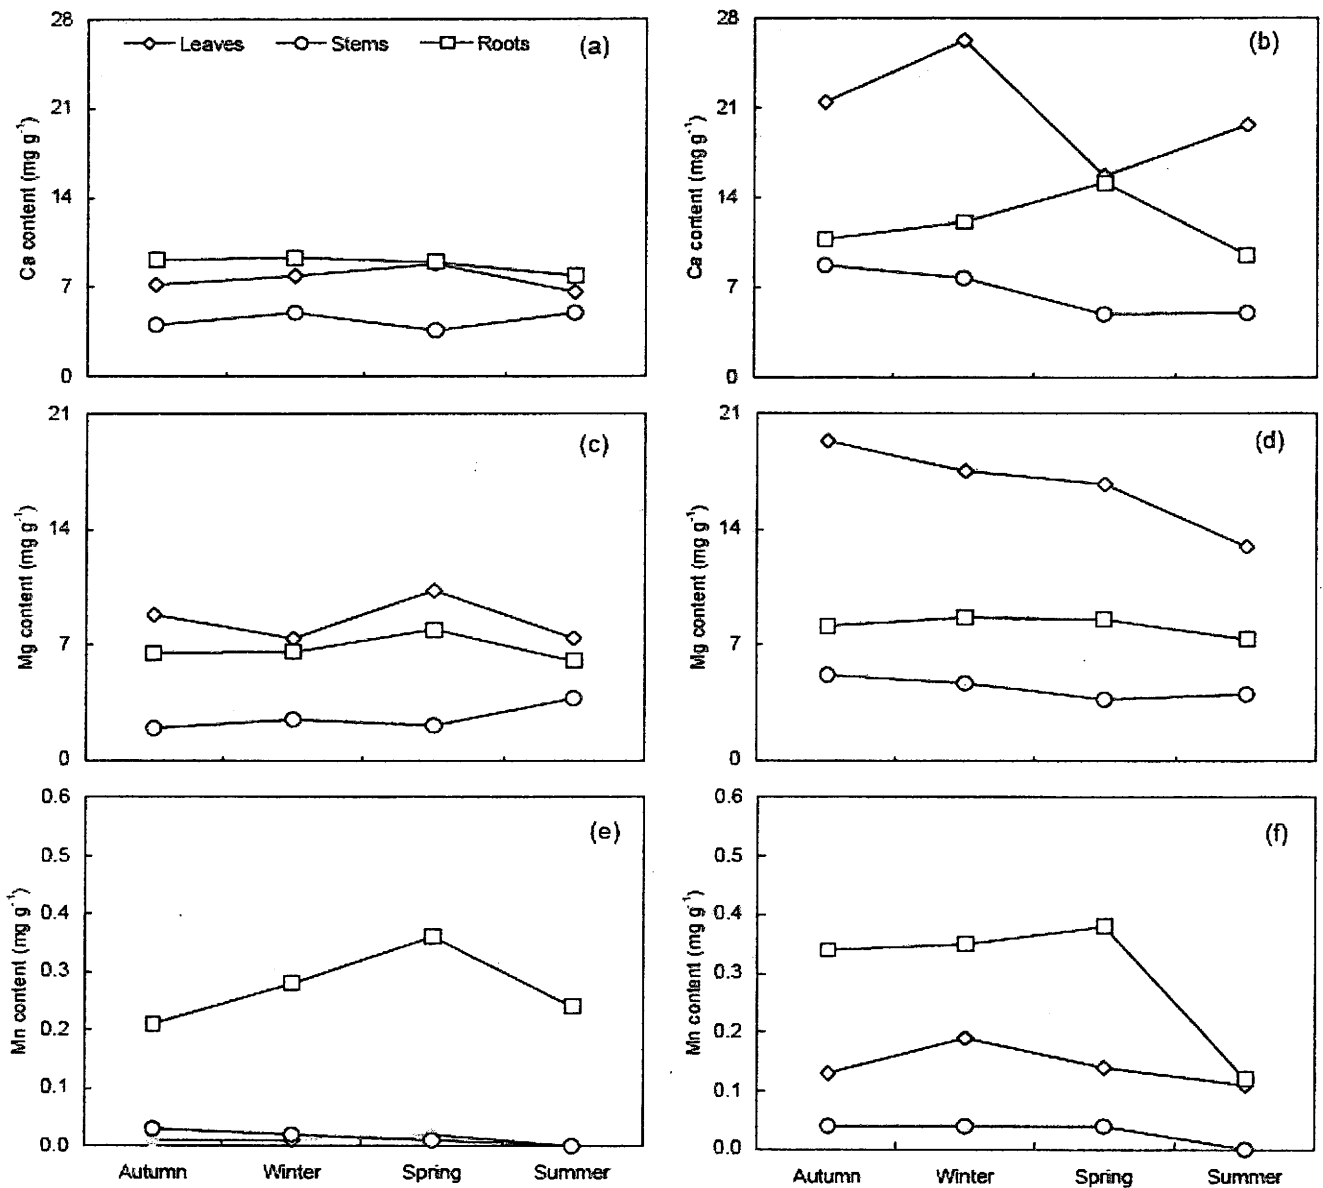 28
Leaves Stems Roots (a)
21
14
7
0
Ca content (mg g-1)
28
(b)
21
14
7
0
Ca content (mg g-1)
21
(c)
14
7
0
Mg content (mg g-1)
21
(d)
14
7
0
Mg content (mg g-1)
0.6
(e)
0.5
0.4
0.3
0.2
0.1
0.0
Mn content (mg g-1)
Autumn Winter Spring Summer
0.6
(f)
0.5
0.4
0.3
0.2
0.1
0.0
Mn content (mg g-1)
Autumn Winter Spring Summer